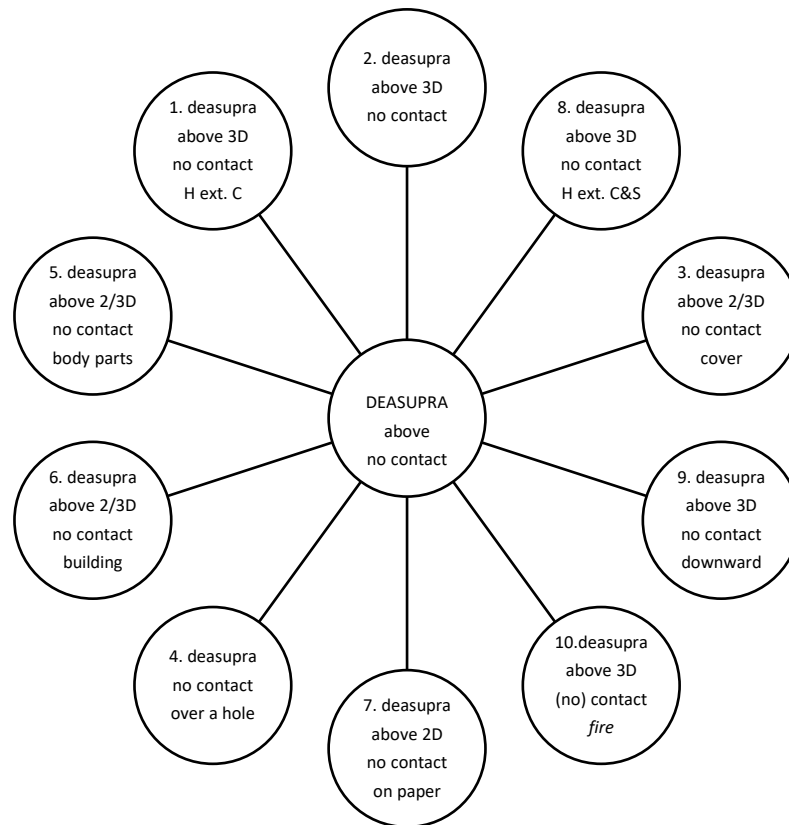 2. deasupra
above 3D
no contact
1. deasupra
above 3D
no contact
H ext. C
8. deasupra
above 3D
no contact
H ext. C&S
5. deasupra
above 2/3D
no contact
body parts
3. deasupra
above 2/3D
no contact
cover
DEASUPRA
above
no contact
6. deasupra
above 2/3D
no contact
building
9. deasupra
above 3D
no contact
downward
4. deasupra
no contact
over a hole
10.deasupra
above 3D
(no) contact
fire
7. deasupra
above 2D
no contact
on paper